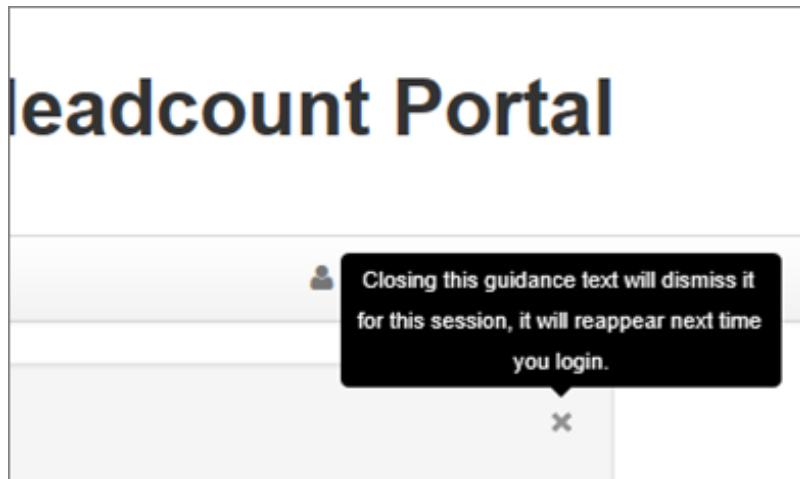 leadcount Portal
Closing this guidance text will dismiss it
for this session, it will reappear next time
you login.